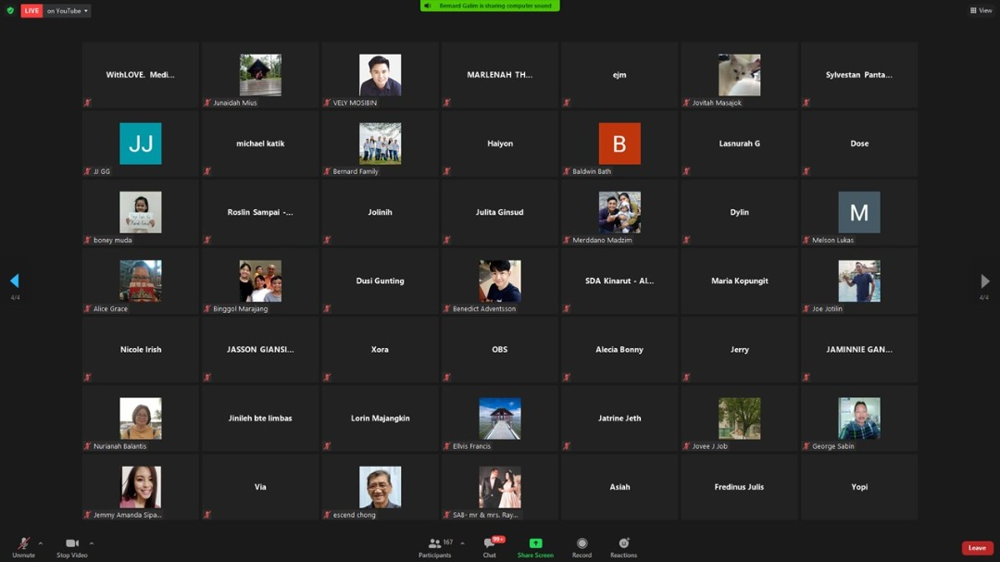 LIVE on YouTube
Bernard Galim is sharing computer sound
View
WithLOVE. Medi...
Junaidah Mius
VELY MOSIBIN
MARLENAH TH...
ejm
Jovitah Masajok
Sylvestan Panta...
JJ
JJ GG
michael katik
Bernard Family
Haiyon
B
Baldwin Bath
Lasnurah G
Dose
boney muda
Roslin Sampai -...
Jolinih
Julita Ginsud
Merddano Madzim
Dylin
M
Melson Lukas
4/4
Alice Grace
Binggol Marajang
Dusi Gunting
Benedict Adventsson
SDA Kinarut - Al...
Maria Kopungit
Joe Jotilin
4/4
Nicole Irish
JASSON GIANSI...
Xora
OBS
Alecia Bonny
Jerry
JAMINNIE GAN...
Nurianah Balantis
Jinileh bte limbas
Lorin Majangkin
Ellvis Francis
Jatrine Jeth
Jovee J Job
George Sabin
Jemmy Amanda Sipa...
Via
escend chong
SAB- mr & mrs. Ray...
Asiah
Fredinus Julis
Yopi
Unmute
Stop Video
167
Participants
99+
Chat
Share Screen
Record
Reactions
Leave